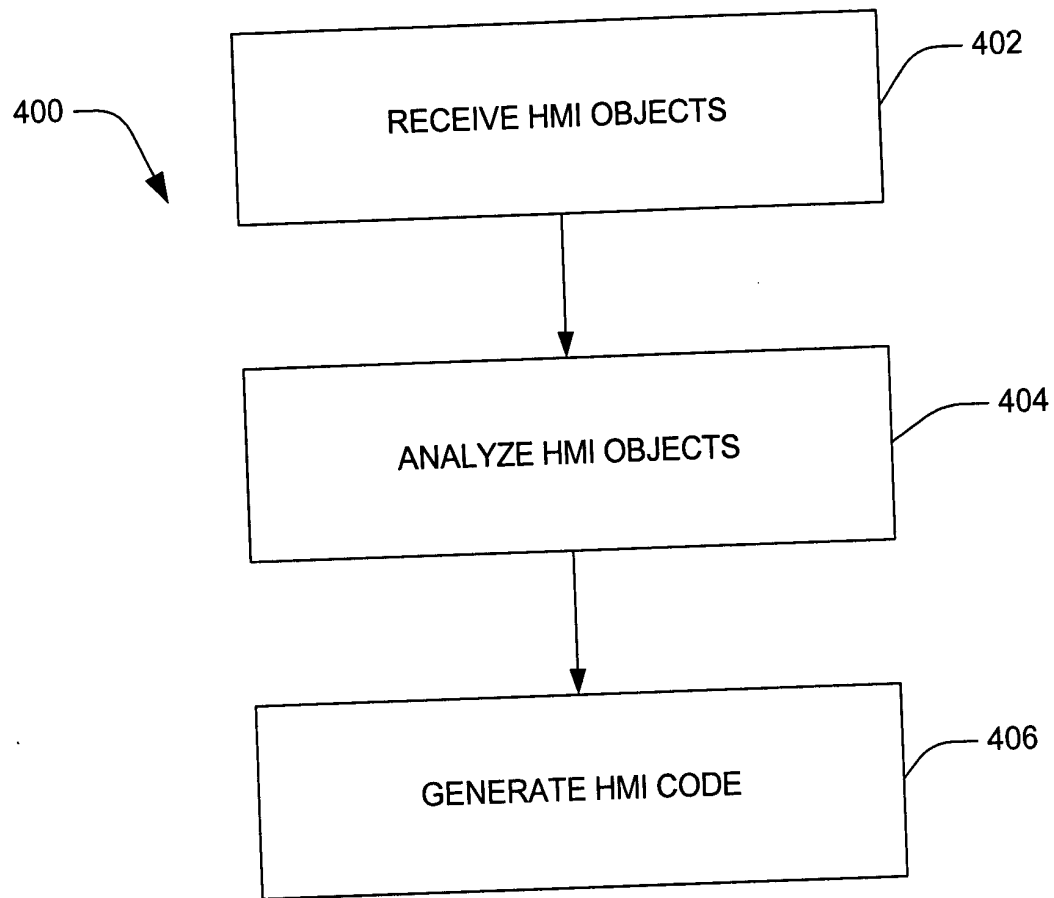 402
RECEIVE HMI OBJECTS
400
404
ANALYZE HMI OBJECTS
406
GENERATE HMI CODE